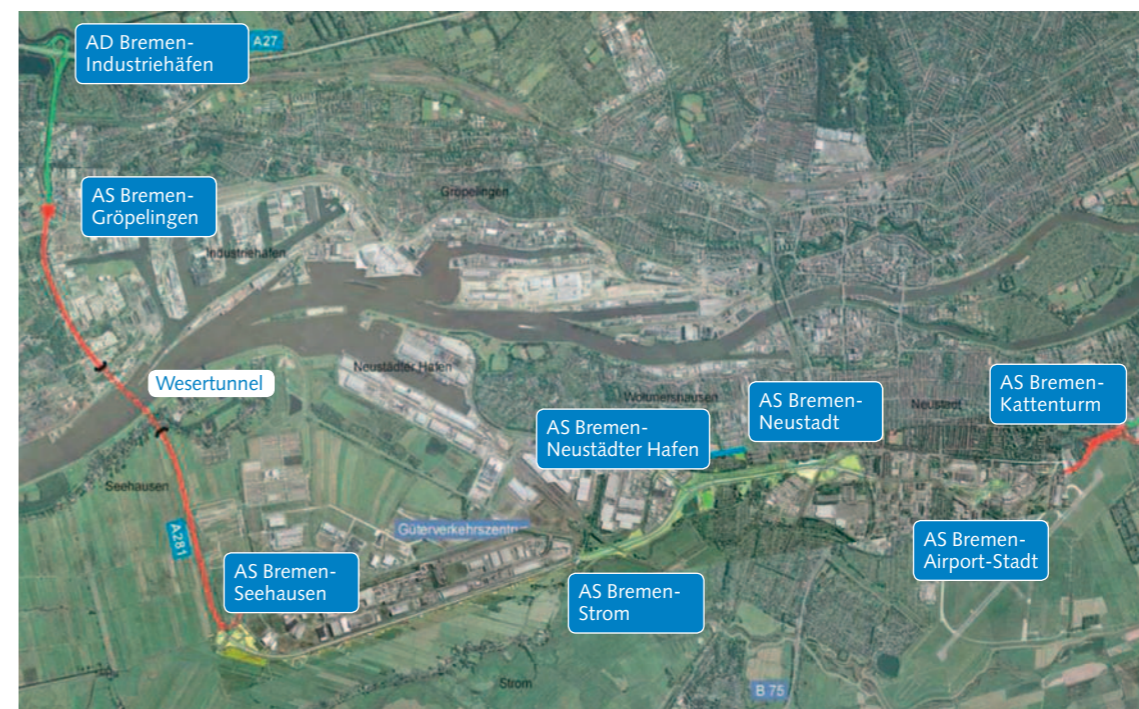 AD Bremen-
Industriehäfen
A27
AS Bremen-
Gröpelingen
Gröpelingen
Industriehäfen
Wesertunnel
Neustädter Hafen
Woltmershausen
AS Bremen-
Neustadt
Neustadt
AS Bremen-
Kattenturm
AS Bremen-
Neustädter Hafen
Seehausen
A281
Güterverkehrszentru
AS Bremen-
Airport-Stadt
AS Bremen-
Seehausen
AS Bremen-
Strom
Strom
B 75